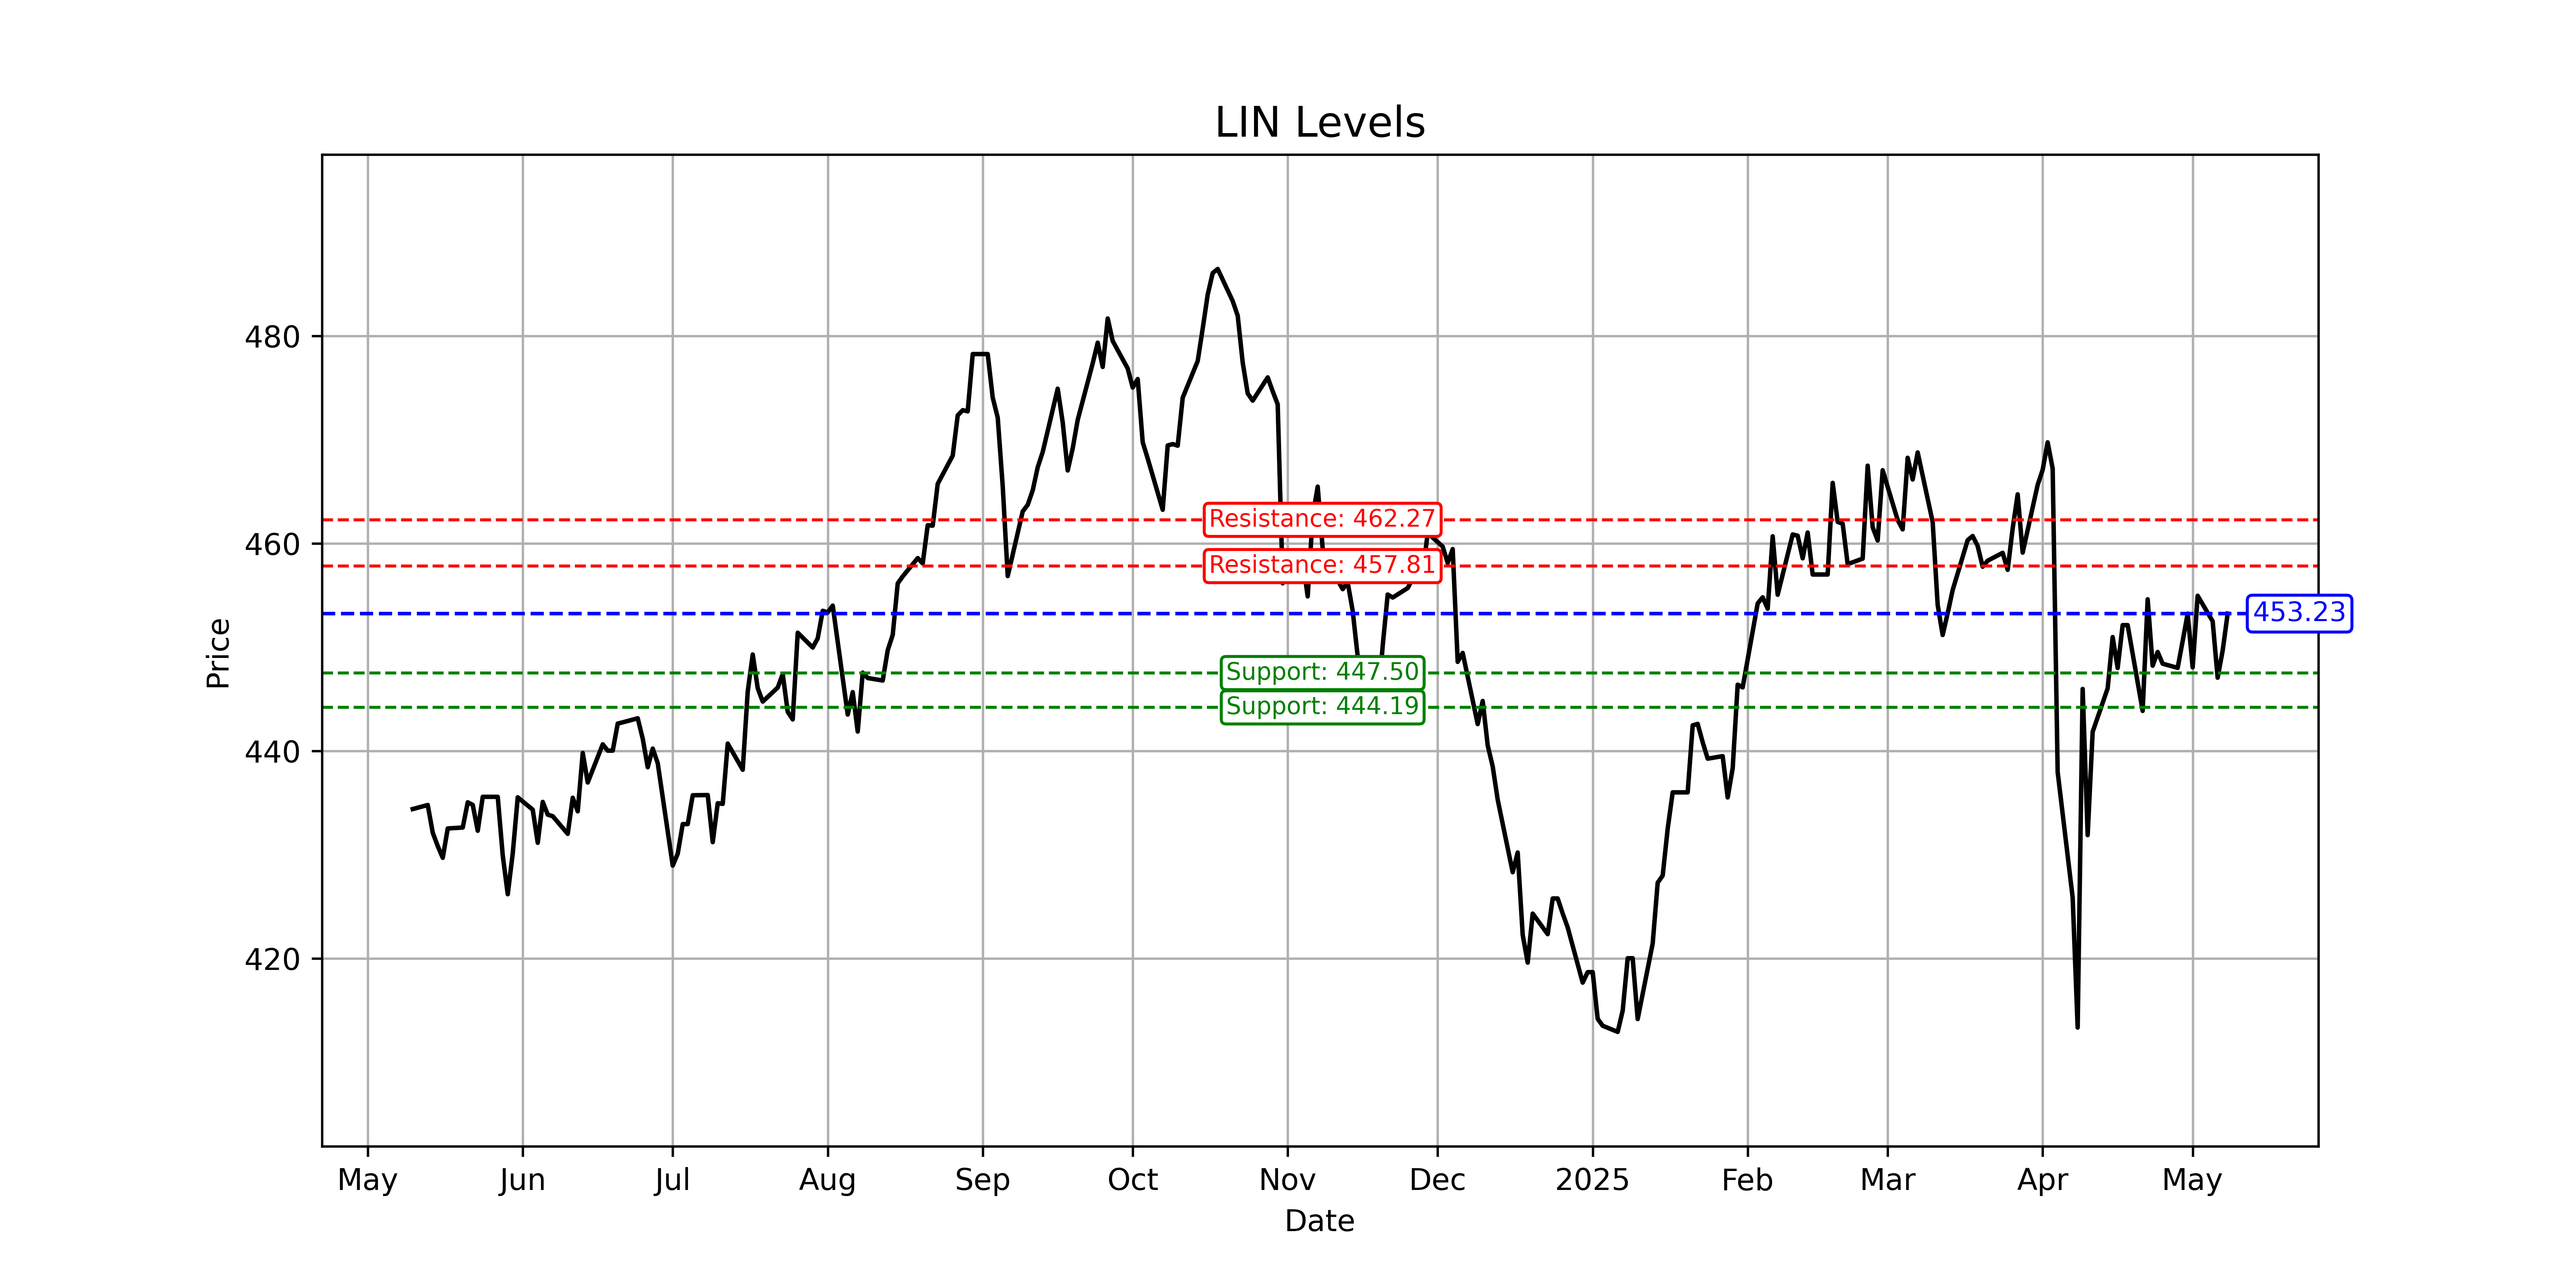 LIN Levels
Price
480
460
440
420
Resistance: 462.27
Resistance: 457.81
453.23
Support: 447.50
Support: 444.19
May Jun Jul Aug Sep Oct Nov Dec 2025 Feb Mar Apr May
Date